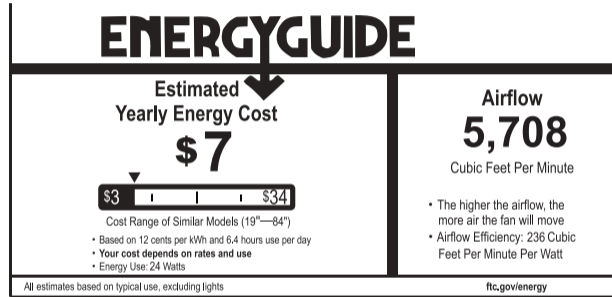 ENERGYGUIDE
Estimated
Yearly Energy Cost
$7
$3 $34
Cost Range of Similar Models (19"—84")
• Based on 12 cents per kWh and 6.4 hours use per day
• Your cost depends on rates and use
• Energy Use: 24 Watts
Airflow
5,708
Cubic Feet Per Minute
• The higher the airflow, the
more air the fan will move
• Airflow Efficiency: 236 Cubic
Feet Per Minute Per Watt
All estimates based on typical use, excluding lights
ftc.gov/energy